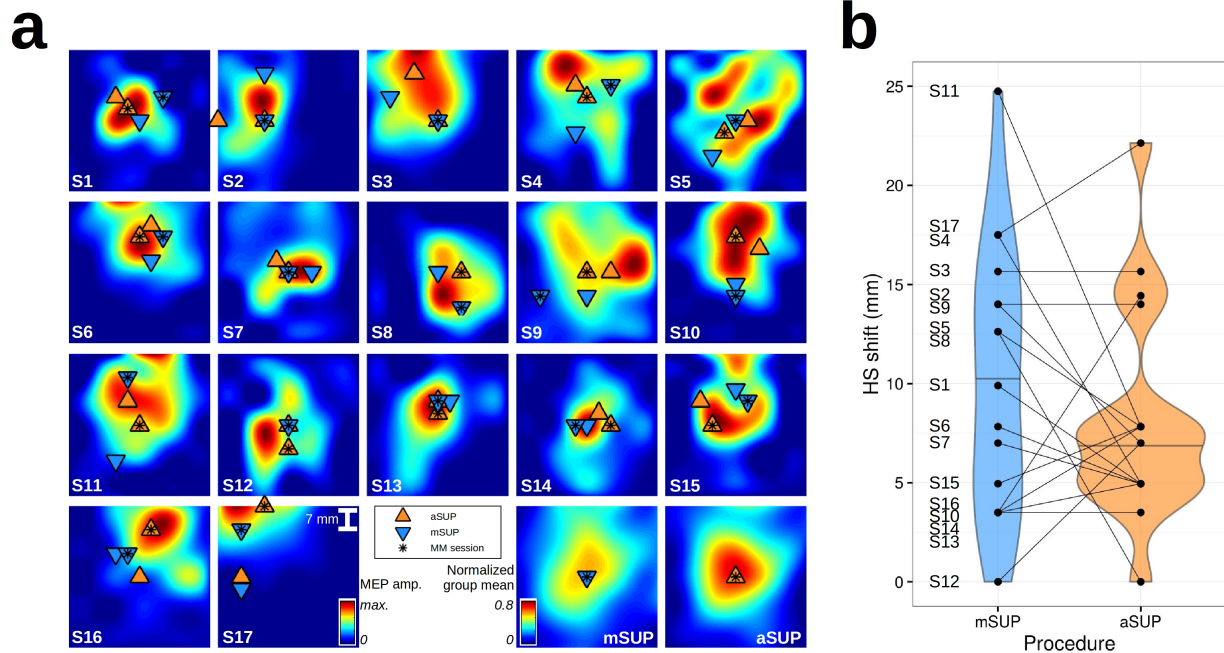 a
S1
S2
S3
S4
S5
S6
S7
S8
S9
S10
S11
S12
S13
S14
S15
S16
S17
7 mm
aSUP
mSUP
MM session
MEP amp.
max.
0
Normalized
group mean
0.8
0
mSUP
aSUP
b
HS shift (mm)
25
20
15
10
5
0
S11
S17
S4
S3
S2
S9
S5
S8
S1
S6
S7
S15
S16
S10
S14
S13
S12
mSUP
aSUP
Procedure